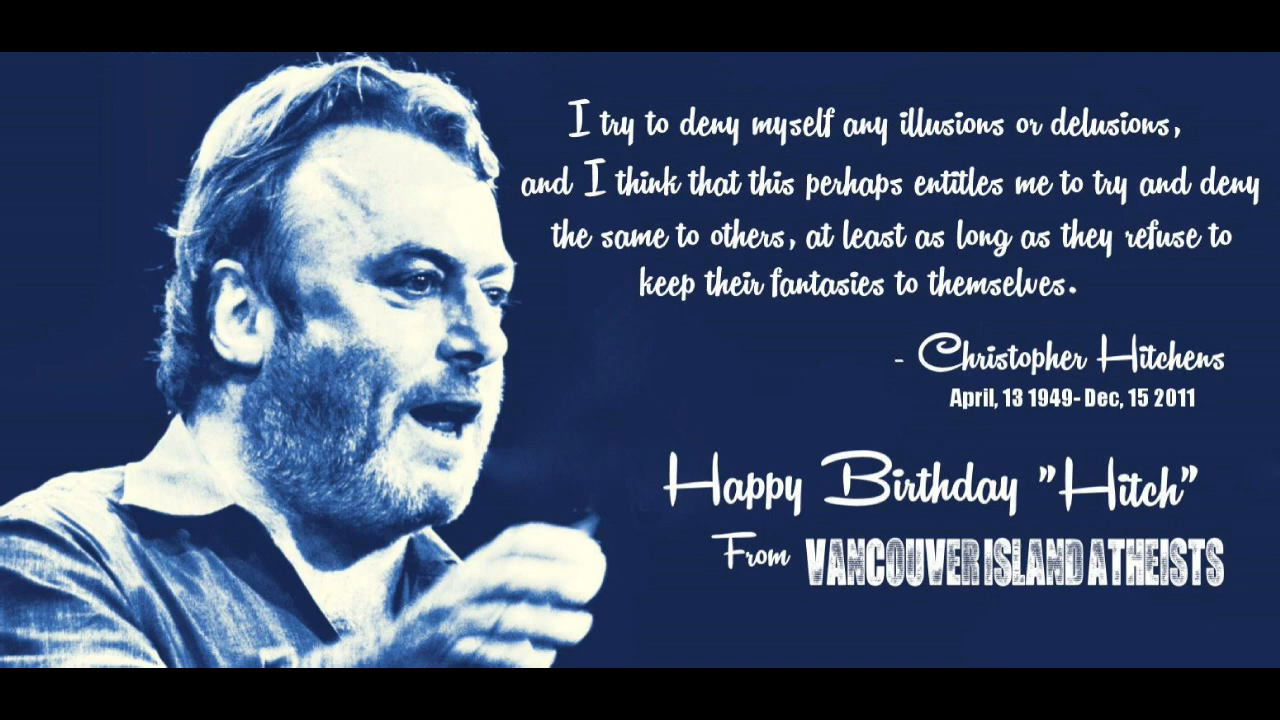 I try to deny myself any illusions or delusions,
and I think that this perhaps entitles me to try and deny
the same to others, at least as long as they refuse to
keep their fantasies to themselves.
- Christopher Hitchens
April, 13 1949- Dec, 15 2011
Happy Birthday "Hitch"
From VANCOUVER ISLAND ATHEISTS